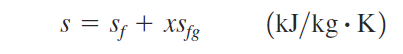 s = s_f + xs_fg (kJ/kg · K)